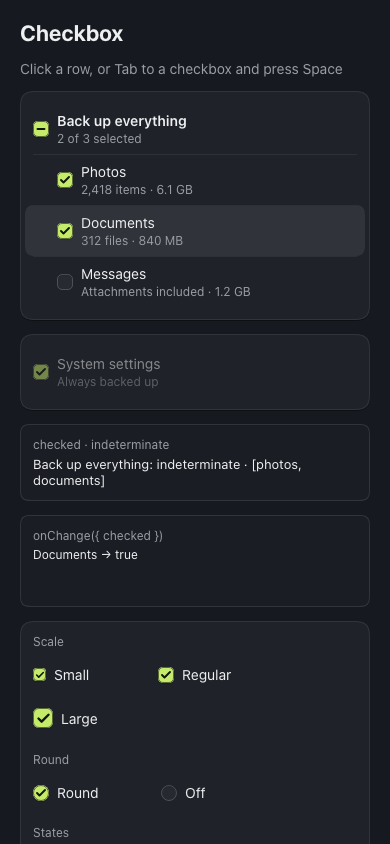 Checkbox
Click a row, or Tab to a checkbox and press Space
Back up everything
2 of 3 selected
Photos
2,418 items · 6.1 GB
Documents
312 files · 840 MB
Messages
Attachments included · 1.2 GB
System settings
Always backed up
checked · indeterminate
Back up everything: indeterminate · [photos,
documents]
onChange({ checked })
Documents → true
Scale
Small
Regular
Large
Round
Round
Off
States